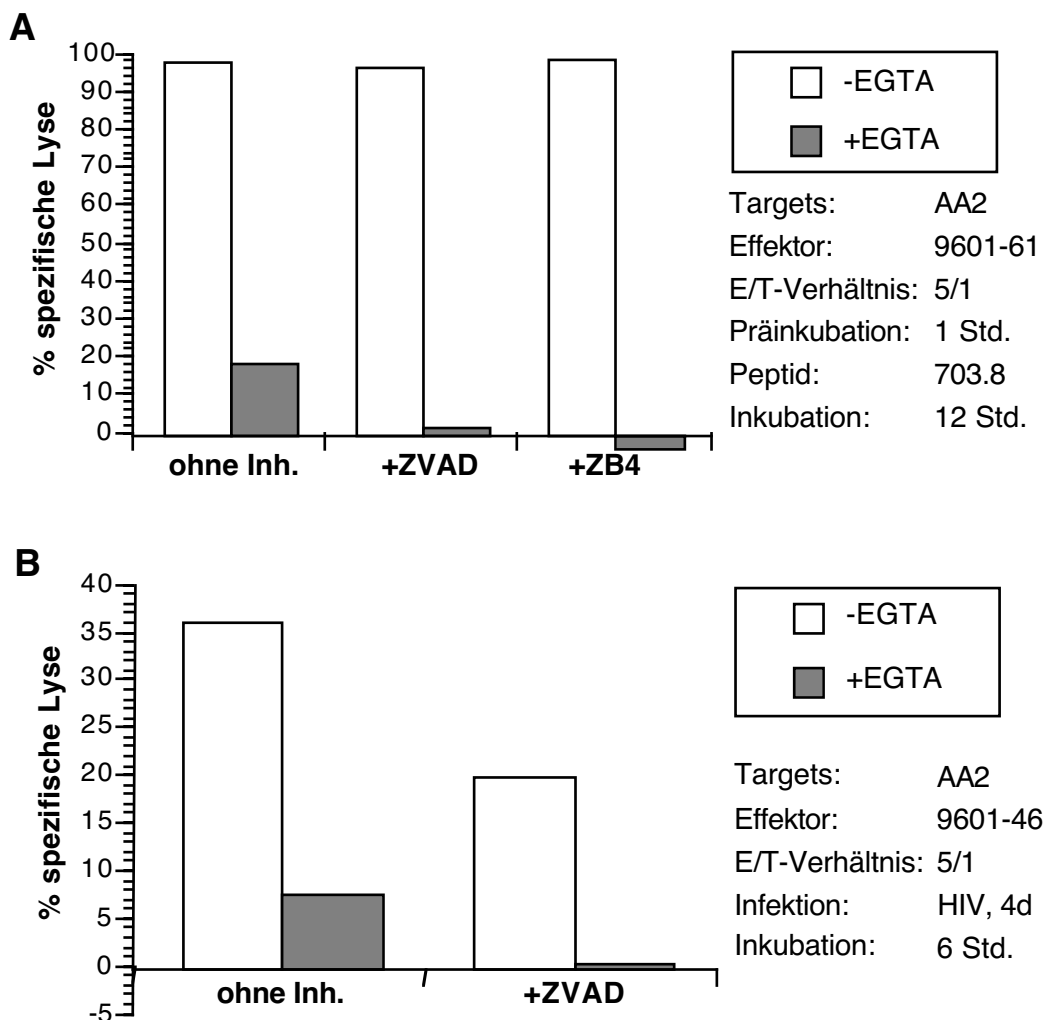 A
% spezifische Lyse
100
90
80
70
60
50
40
30
20
10
0
ohne Inh.
+ZVAD
+ZB4
-EGTA
+EGTA
Targets: AA2
Effektor: 9601-61
E/T-Verhältnis: 5/1
Präinkubation: 1 Std.
Peptid: 703.8
Inkubation: 12 Std.
B
% spezifische Lyse
40
35
30
25
20
15
10
5
0
-5
ohne Inh.
+ZVAD
-EGTA
+EGTA
Targets: AA2
Effektor: 9601-46
E/T-Verhältnis: 5/1
Infektion: HIV, 4d
Inkubation: 6 Std.